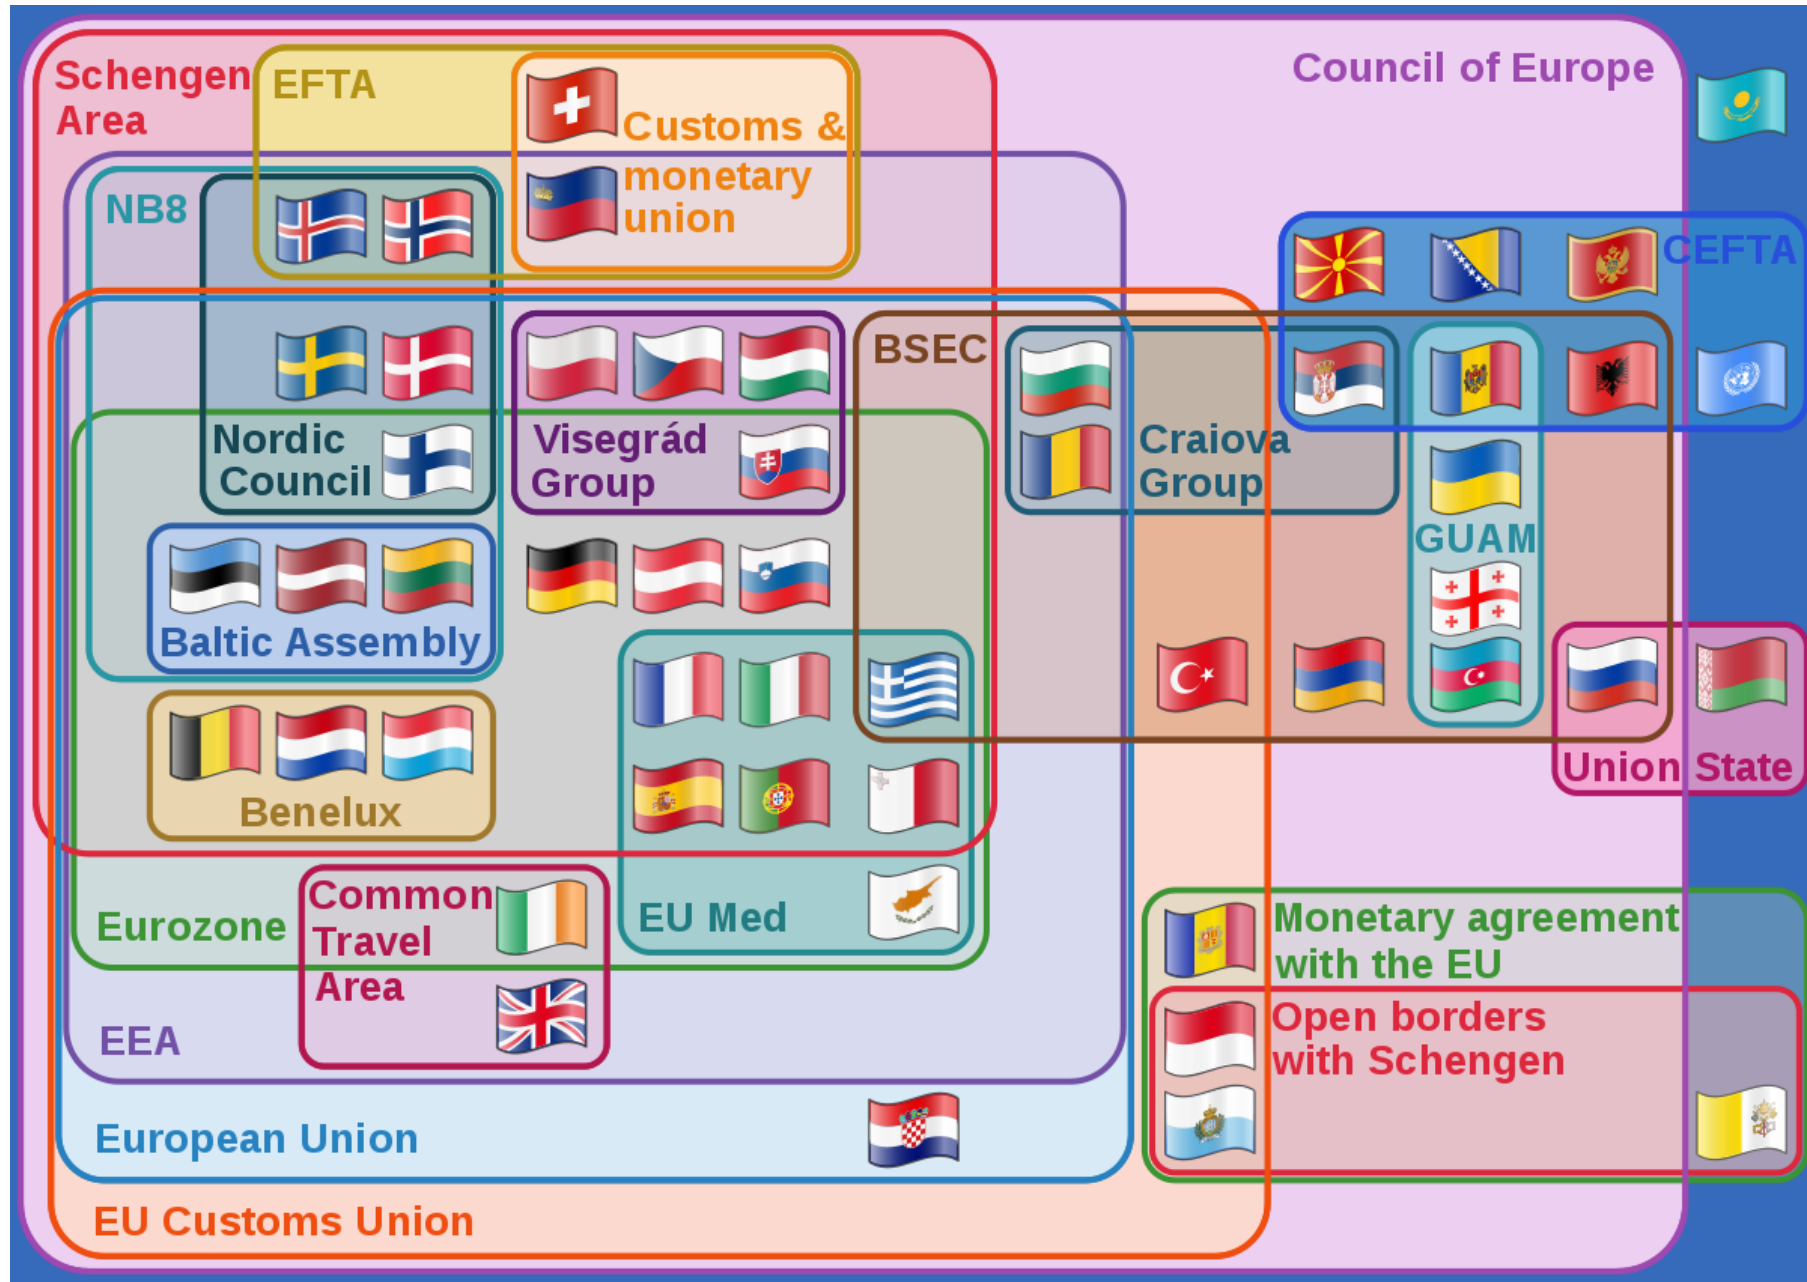 Schengen
Area
EFTA
Customs &
monetary
union
Council of Europe
NB8
CEFTA
BSEC
Nordic
Council
Visegrád
Group
Craiova
Group
GUAM
Baltic Assembly
Benelux
Union State
Common
Travel
Area
Eurozone
EU Med
Monetary agreement
with the EU
Open borders
with Schengen
EEA
European Union
EU Customs Union